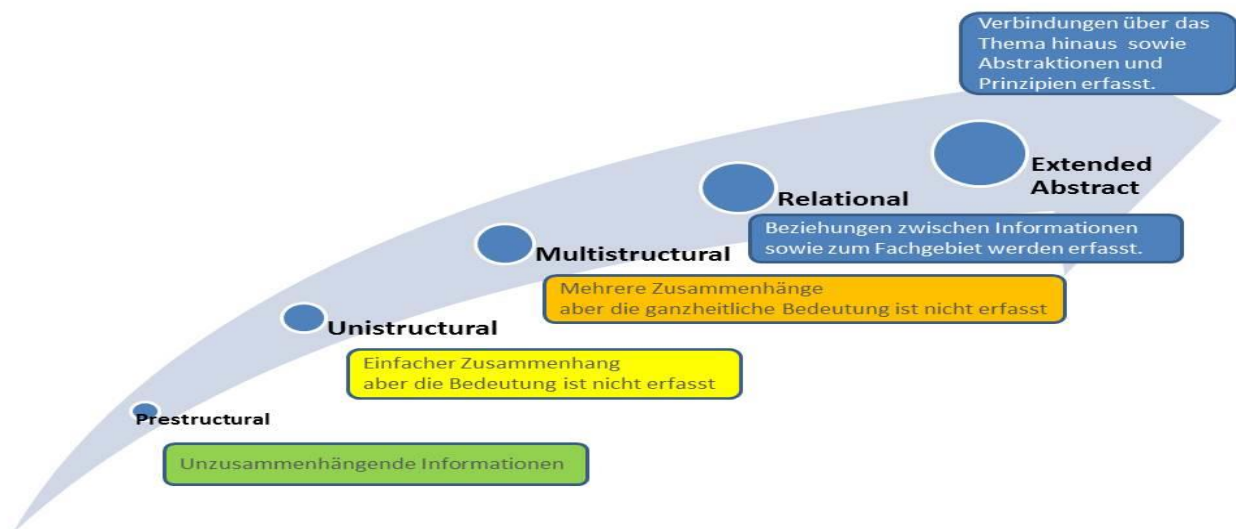 Verbindungen über das
Thema hinaus sowie
Abstraktionen und
Prinzipien erfasst.
Extended
Abstract
Relational
Beziehungen zwischen Informationen
sowie zum Fachgebiet werden erfasst.
Multistructural
Mehrere Zusammenhänge
aber die ganzheitliche Bedeutung ist nicht erfasst
Unistructural
Einfacher Zusammenhang
aber die Bedeutung ist nicht erfasst
Prestructural
Unzusammenhängende Informationen